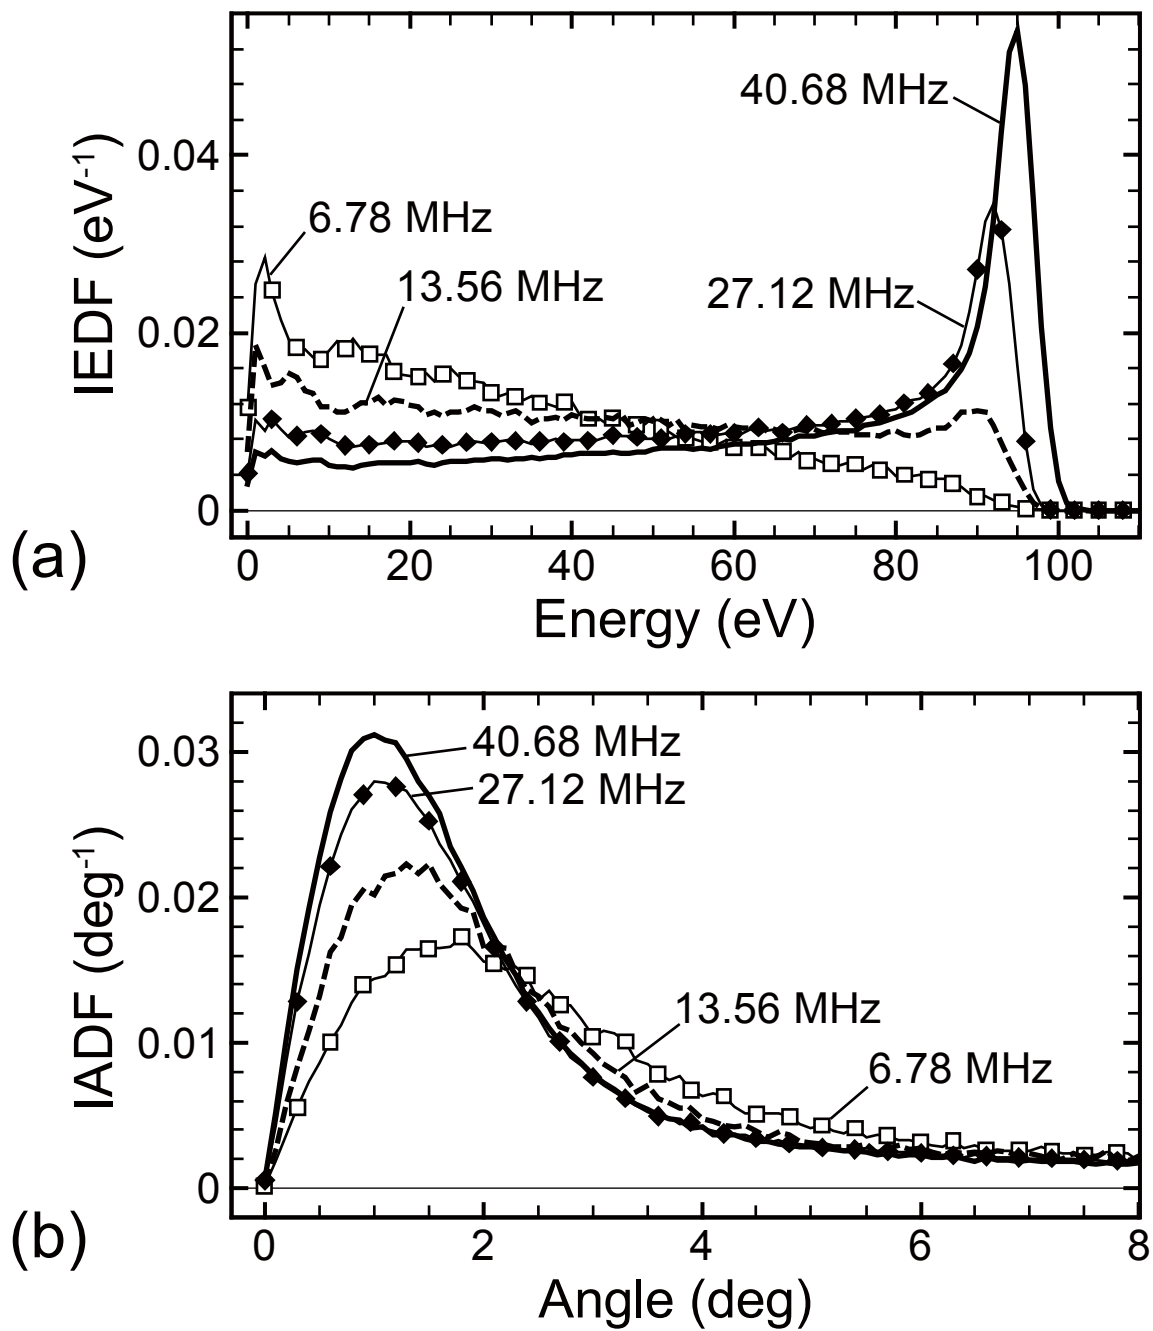 40.68 MHz
0.04
6.78 MHz
13.56 MHz
27.12 MHz
0.02
0
IEDF (eV-1)
(a)
0 20 40 60 80 100
Energy (eV)
40.68 MHz
0.03
27.12 MHz
0.02
13.56 MHz
0.01
6.78 MHz
0
IADF (deg-1)
(b)
0 2 4 6 8
Angle (deg)